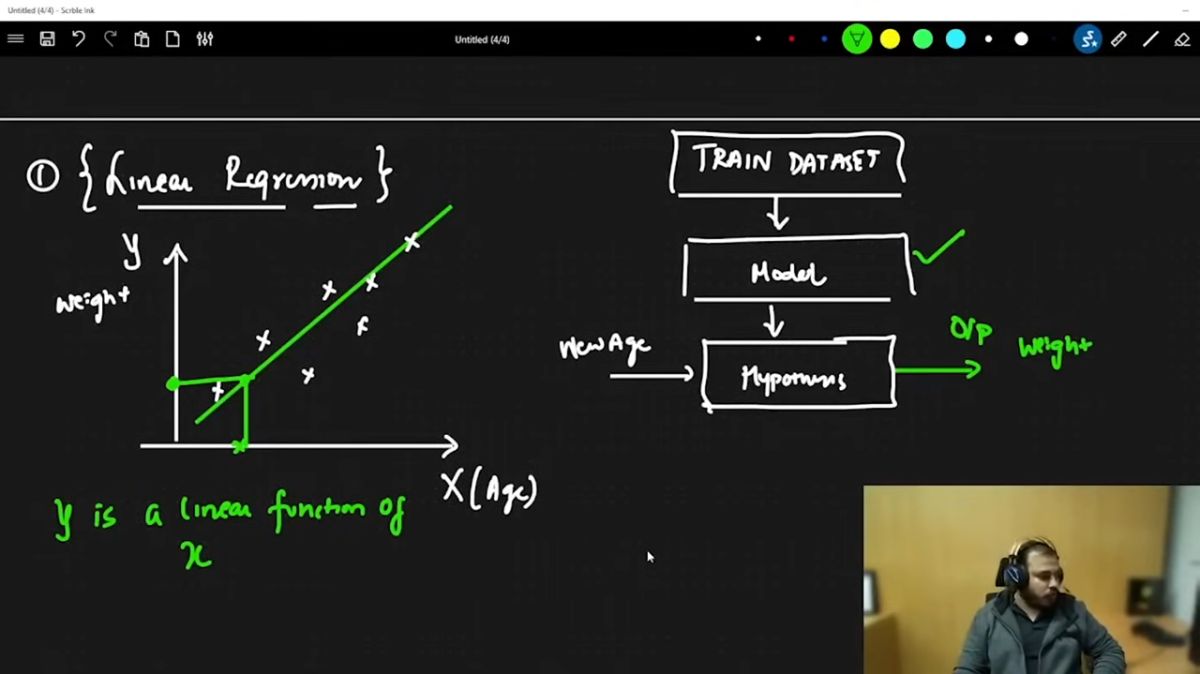 Untitled (4/4) - Scrble Ink
Untitled (4/4)
① { Linear Regression }
y
weight
X (Age)
y is a linear function of
x
TRAIN DATASET
Model
New Age
Hypothesis
O/p weight